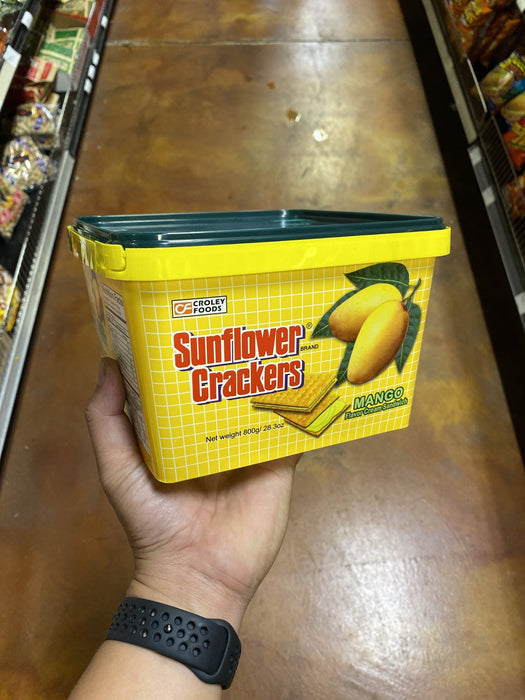 CF CROLEY
FOODS
Sunflower®
BRAND
Crackers
MANGO
Flavor Cream Sandwich
Net weight 800g/ 28.3oz